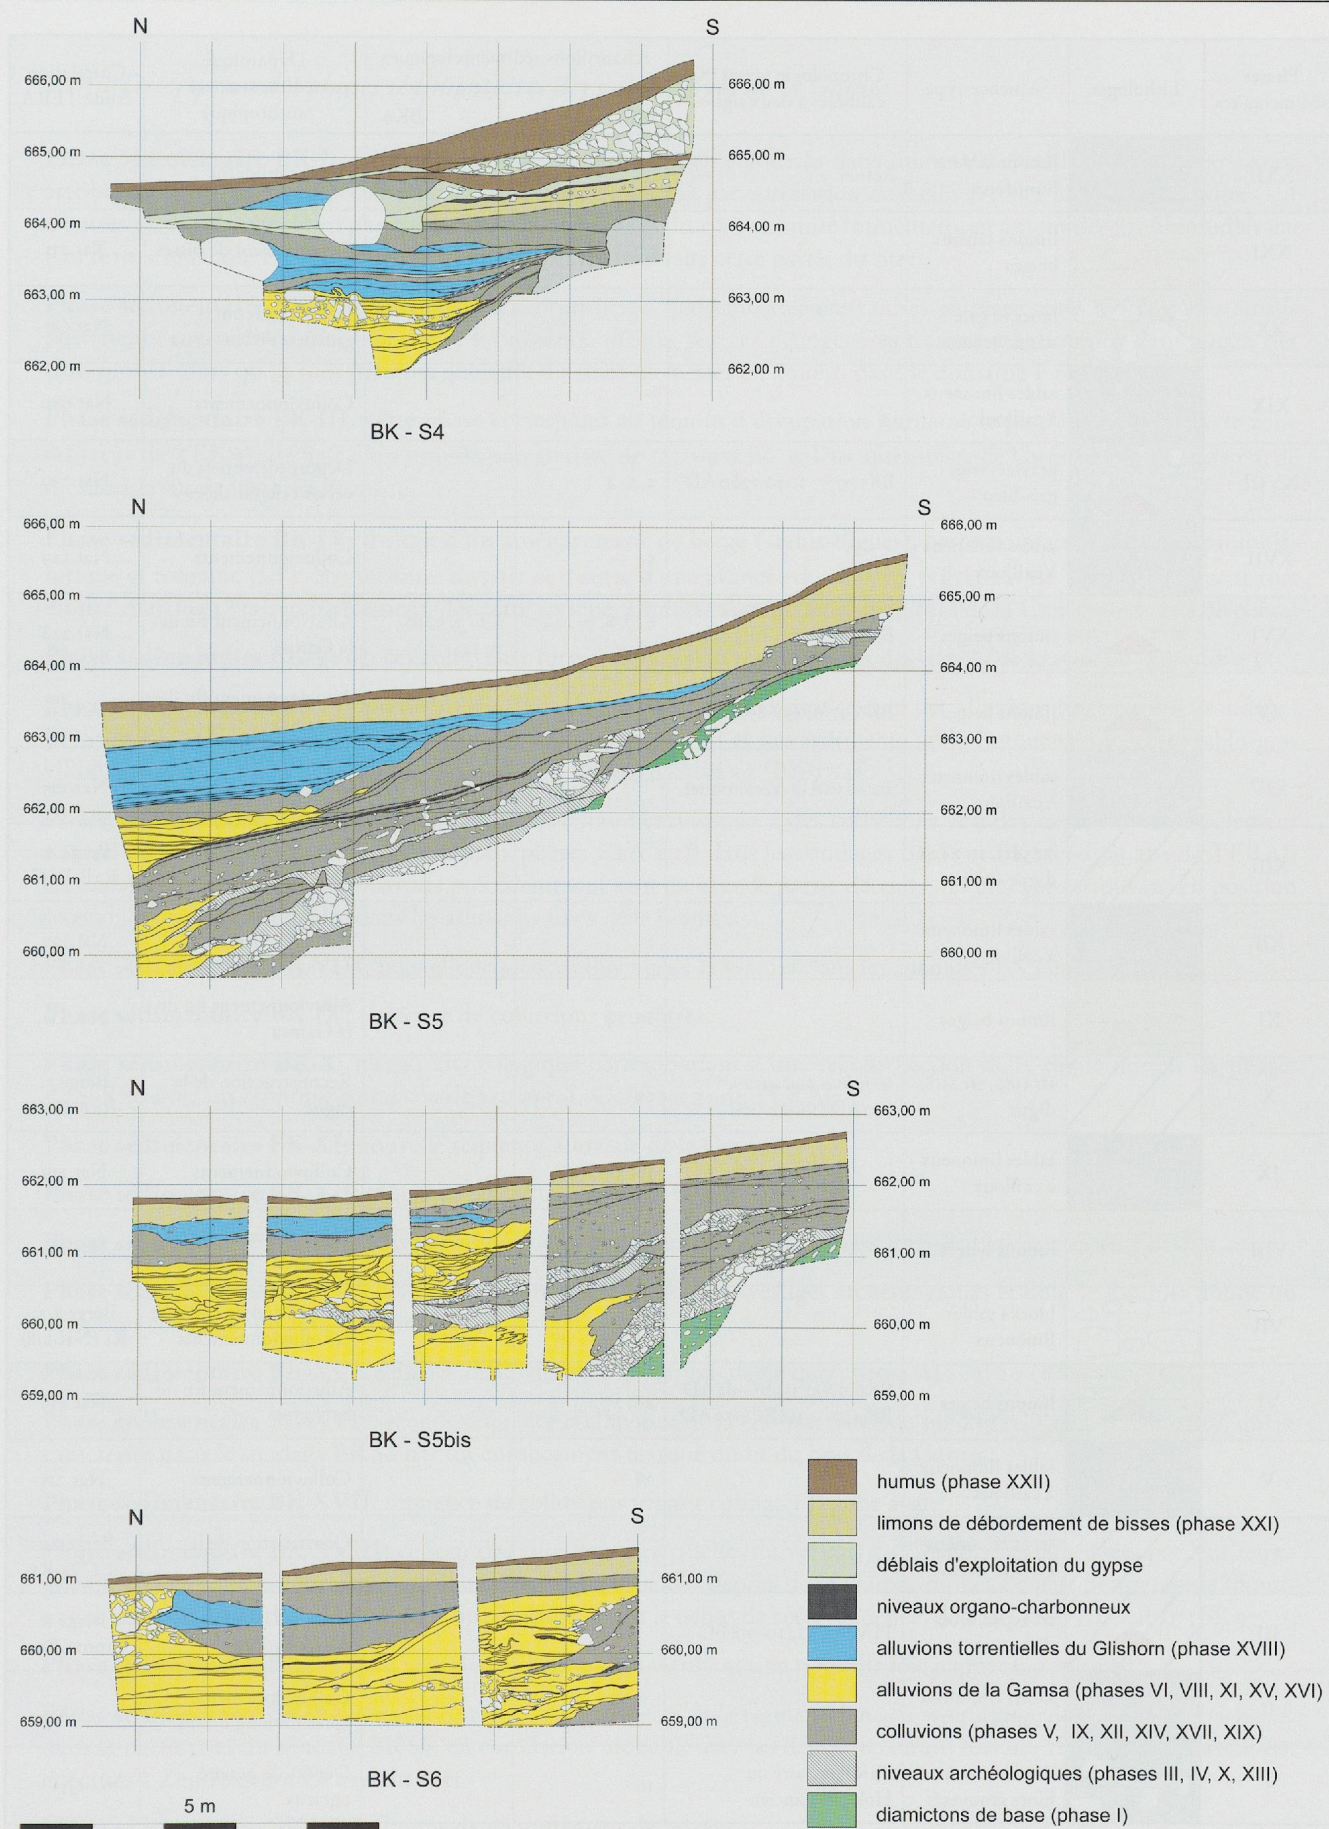 N
S
666,00 m
666,00 m
665,00 m
665,00 m
664,00 m
664,00 m
663,00 m
663,00 m
662,00 m
662,00 m
BK - S4
N
S
666,00 m
666,00 m
665,00 m
665,00 m
664,00 m
664,00 m
663,00 m
663,00 m
662,00 m
662,00 m
661,00 m
661,00 m
660,00 m
660,00 m
BK - S5
N
S
663,00 m
663,00 m
662,00 m
662,00 m
661,00 m
661,00 m
660,00 m
660,00 m
659,00 m
659,00 m
BK - S5bis
N
S
661,00 m
661,00 m
660,00 m
660,00 m
659,00 m
659,00 m
BK - S6
5 m
humus (phase XXII)
limons de débordement de bisses (phase XXI)
déblais d'exploitation du gypse
niveaux organo-charbonneux
alluvions torrentielles du Glishorn (phase XVIII)
alluvions de la Gamsa (phases VI, VIII, XI, XV, XVI)
colluvions (phases V, IX, XII, XIV, XVII, XIX)
niveaux archéologiques (phases III, IV, X, XIII)
diamictons de base (phase I)